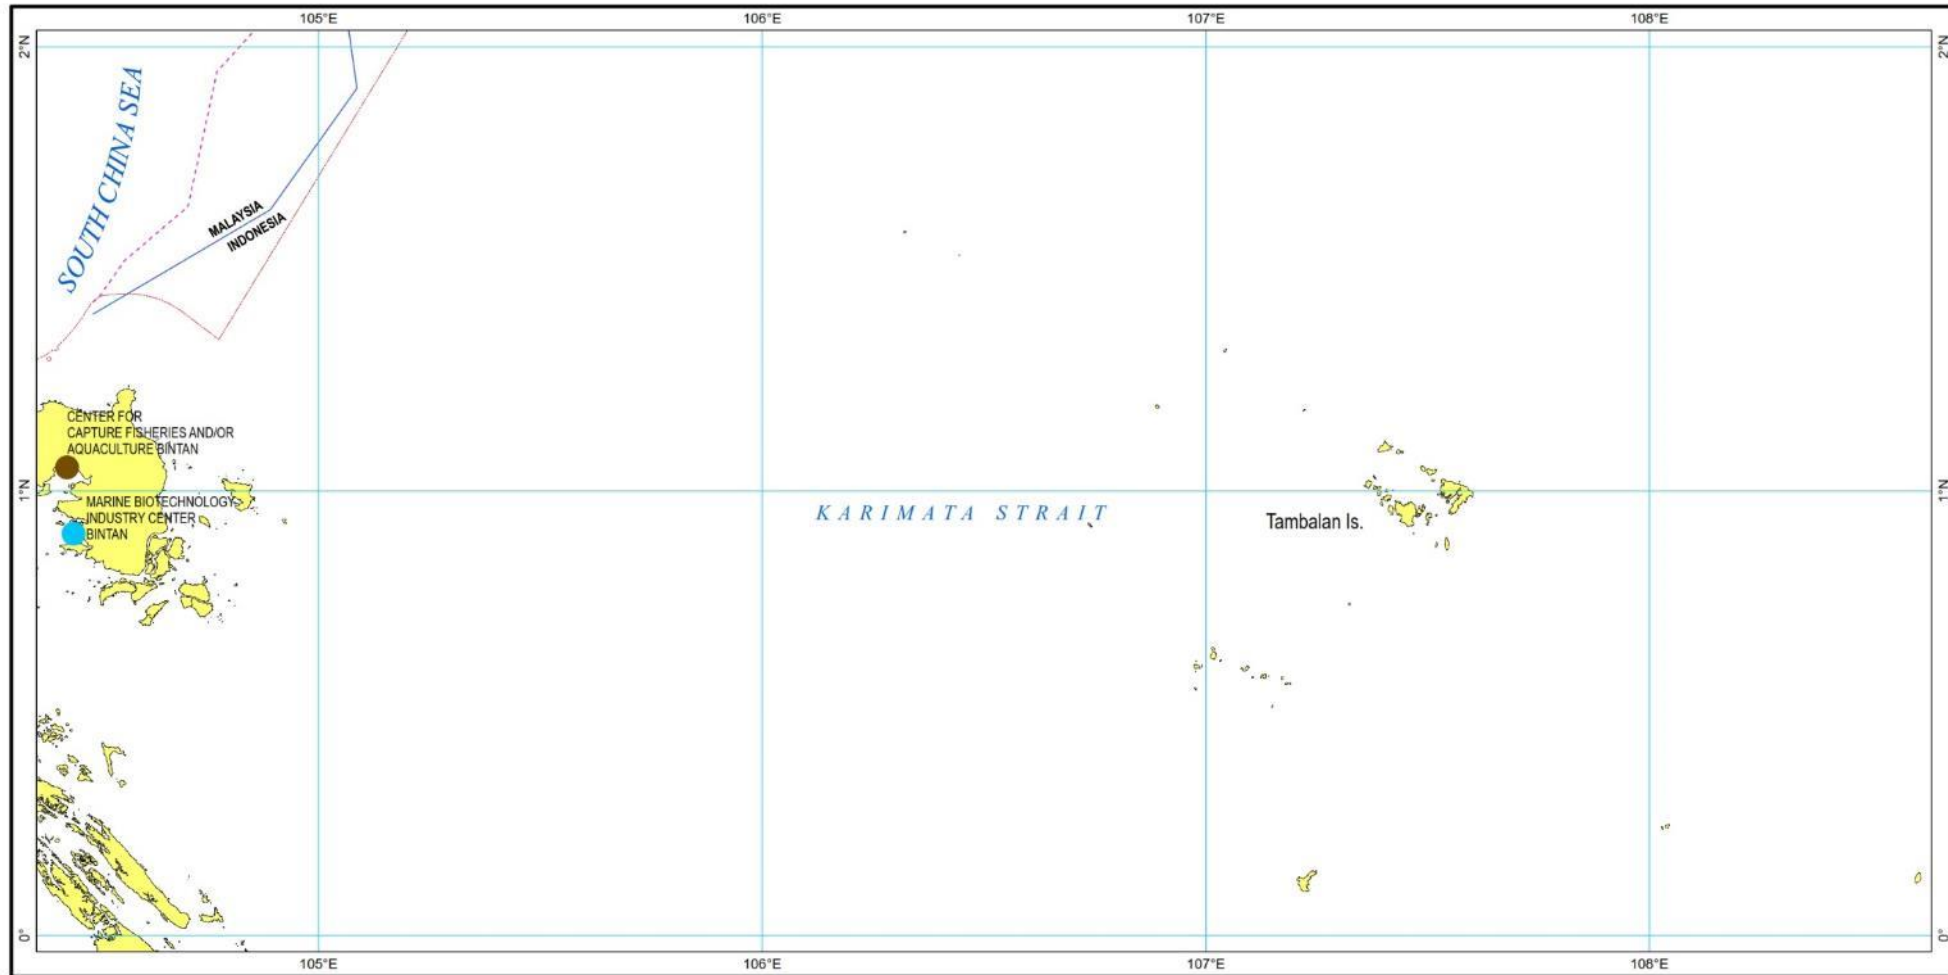 105°E
106°E
107°E
108°E
2°N
2°N
SOUTH CHINA SEA
MALAYSIA
INDONESIA
CENTER FOR
CAPTURE FISHERIES AND/OR
AQUACULTURE BINTAN
1°N
1°N
MARINE BIOTECHNOLOGY
INDUSTRY CENTER
BINTAN
KARIMATA STRAIT
Tambalan Is.
0°
0°
105°E
106°E
107°E
108°E